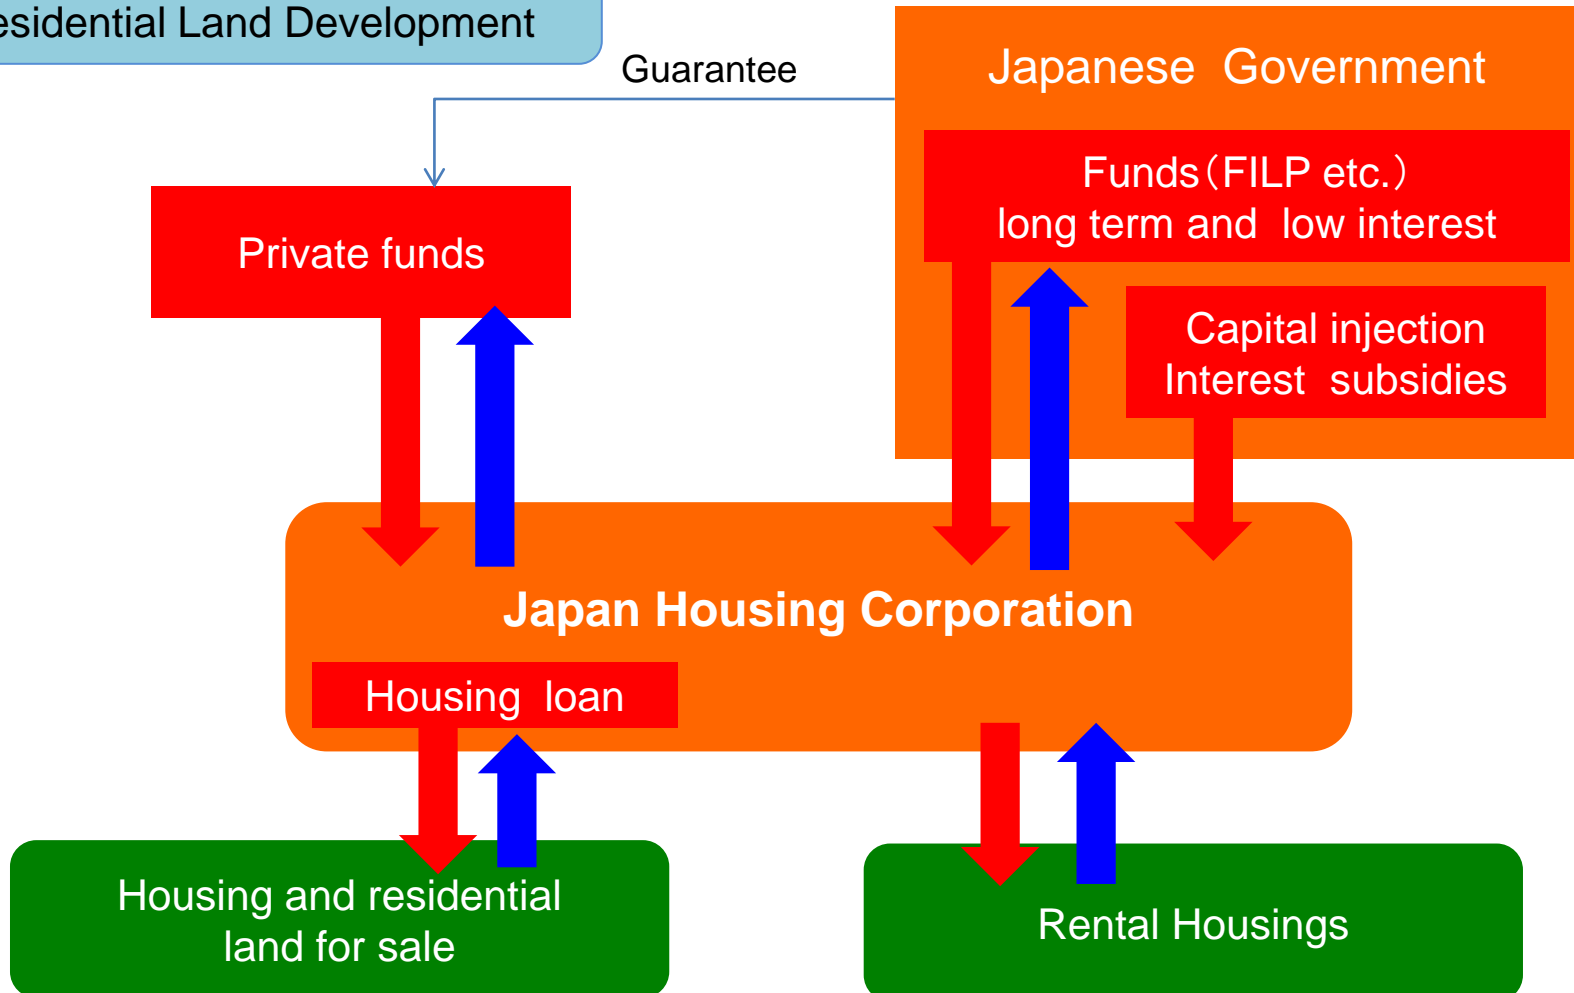 esidential Land Development
Guarantee
Japanese Government
Funds（FILP etc.）
long term and low interest
Private funds
Capital injection
Interest subsidies
Japan Housing Corporation
Housing loan
Housing and residential
land for sale
Rental Housings